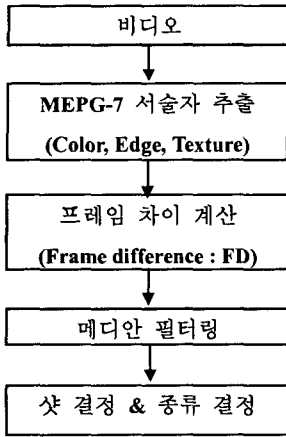 비디오
MEPG-7 서술자 추출
(Color, Edge, Texture)
프레임 차이 계산
(Frame difference : FD)
메디안 필터링
샷 결정 & 종류 결정